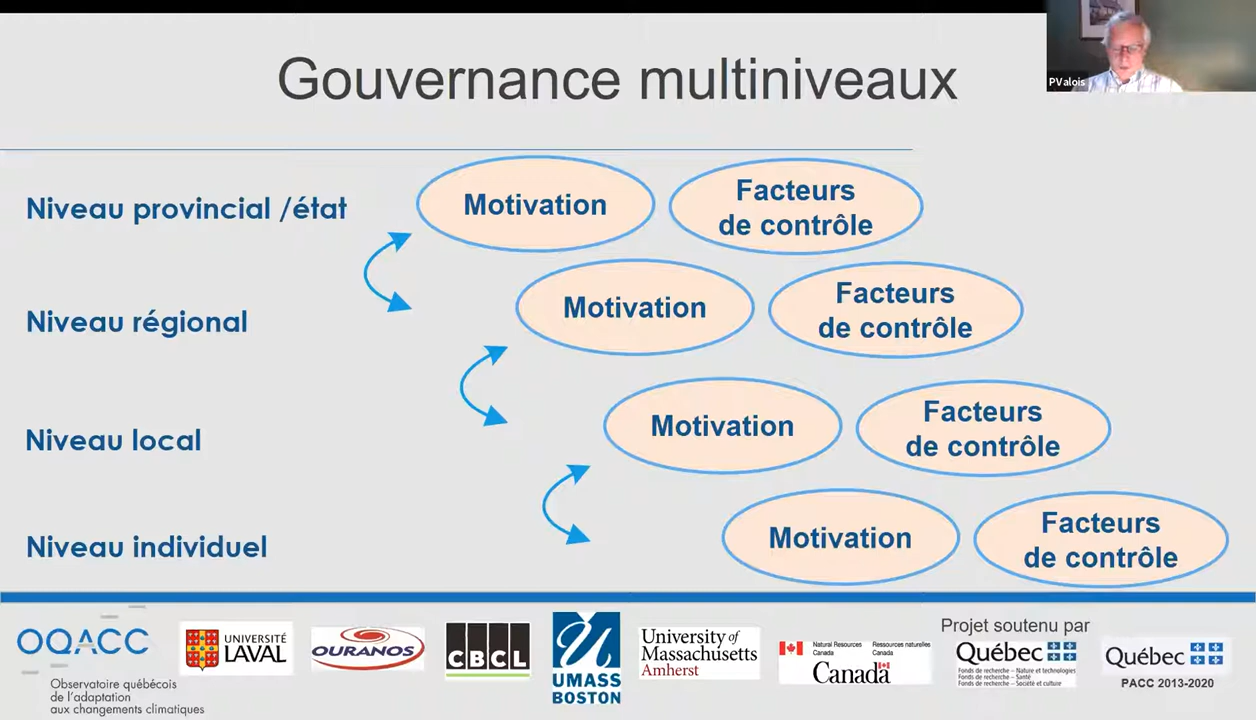 Gouvernance multiniveaux
PValois
Niveau provincial /état
Motivation
Facteurs
de contrôle
Niveau régional
Motivation
Facteurs
de contrôle
Niveau local
Motivation
Facteurs
de contrôle
Niveau individuel
Motivation
Facteurs
de contrôle
OQACC
Observatoire québécois
de l'adaptation
aux changements climatiques
UNIVERSITÉ
LAVAL
OURANOS
CBCL
UMASS
BOSTON
University of
Massachusetts
Amherst
Natural Resources
Canada
Ressources naturelles
Canada
Canada
Projet soutenu par
Québec
Fonds de recherche – Nature et technologies
Fonds de recherche – Santé
Fonds de recherche – Société et culture
Québec
PACC 2013-2020